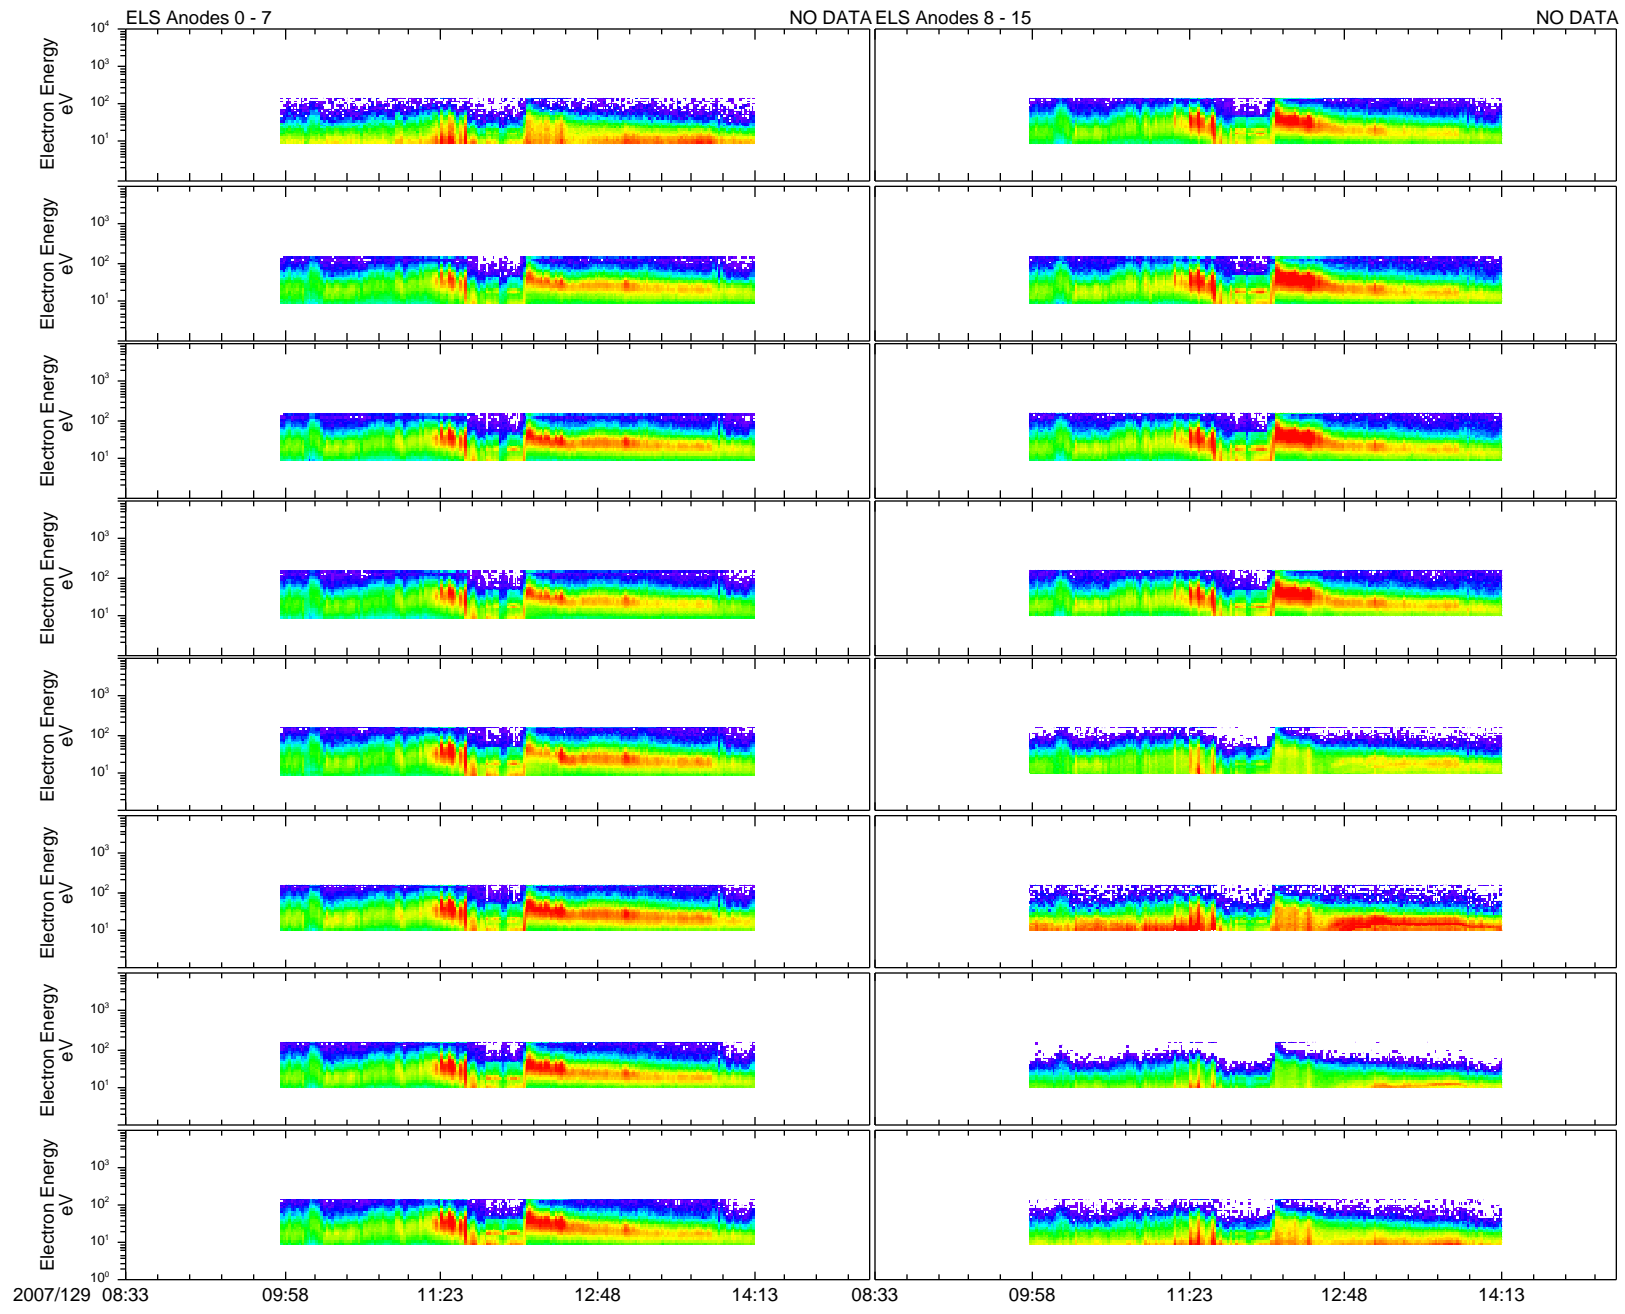 ELS Anodes 0 - 7 NO DATA ELS Anodes 8 - 15 NO DATA
10⁴
10³
10²
10¹
Electron Energy
eV
10³
10²
10¹
Electron Energy
eV
10³
10²
10¹
Electron Energy
eV
10³
10²
10¹
Electron Energy
eV
10³
10²
10¹
Electron Energy
eV
10³
10²
10¹
Electron Energy
eV
10³
10²
10¹
Electron Energy
eV
10³
10²
10¹
10⁰
Electron Energy
eV
2007/129 08:33 09:58 11:23 12:48 14:13 08:33 09:58 11:23 12:48 14:13